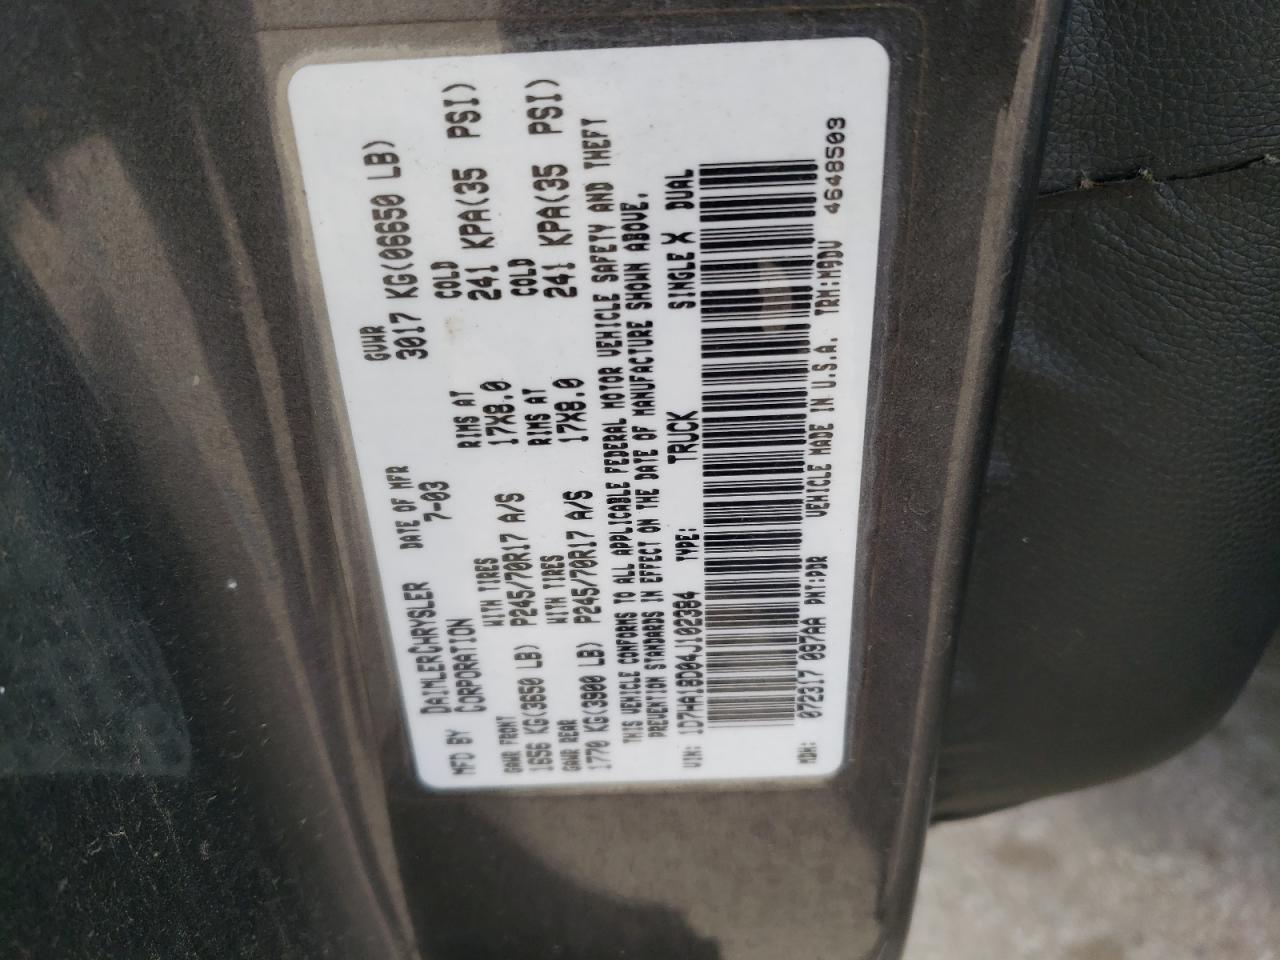 MFD BY DAIMLERCHRYSLER CORPORATION DATE OF MFR 7-03 GVWR 3017 KG(06650 LB)
GAWR FRONT WITH TIRES RIMS AT COLD
1656 KG(3650 LB) P245/70R17 A/S 17X8.0 241 KPA(35 PSI)
GAWR REAR WITH TIRES RIMS AT COLD
1770 KG(3900 LB) P245/70R17 A/S 17X8.0 241 KPA(35 PSI)
THIS VEHICLE CONFORMS TO ALL APPLICABLE FEDERAL MOTOR VEHICLE SAFETY AND THEFT
PREVENTION STANDARDS IN EFFECT ON THE DATE OF MANUFACTURE SHOWN ABOVE.
VIN: 1D7HA18D04J102384 TYPE: TRUCK SINGLE X DUAL
MDH: 072317 097AA PNT:PDR VEHICLE MADE IN U.S.A. TRM:M9DV 4648503